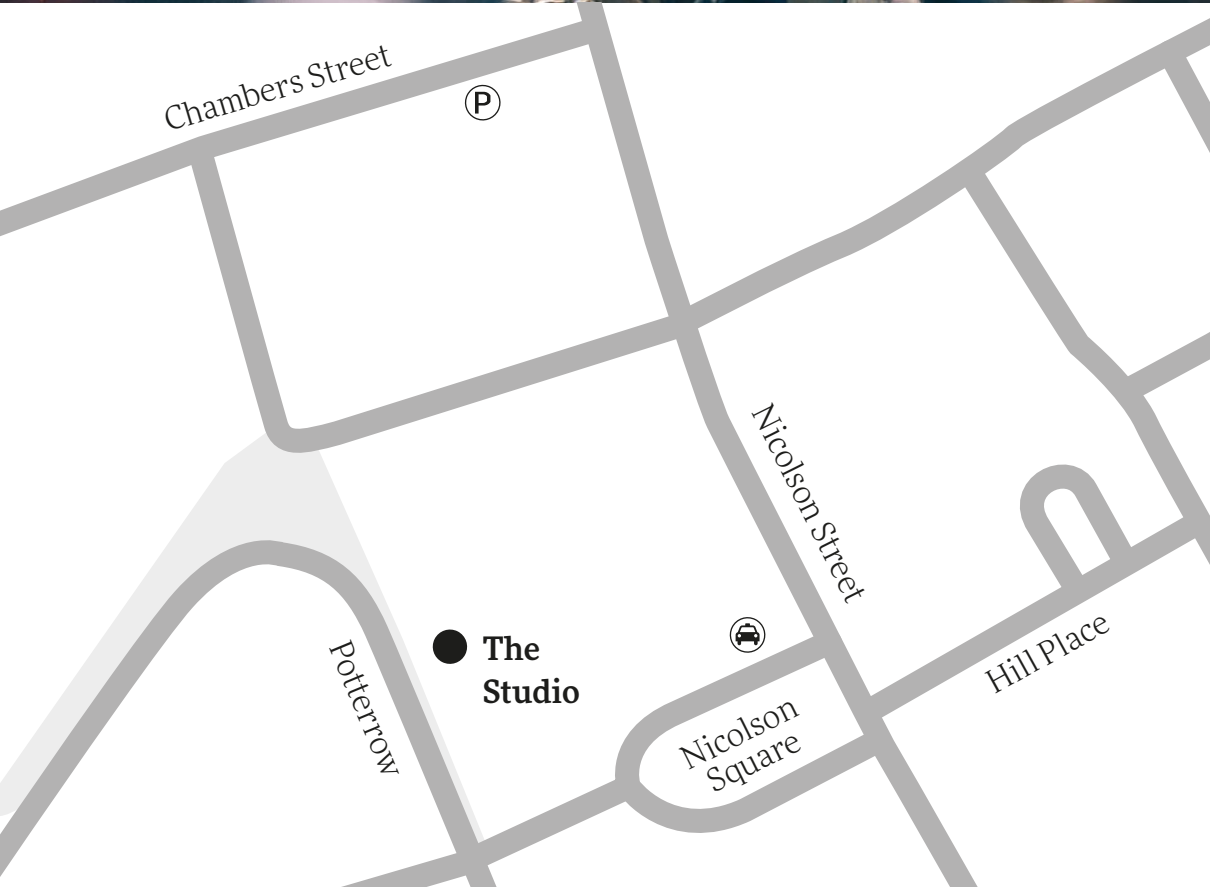 Chambers Street
P
Nicolson Street
The
Studio
Potterrow
Hill Place
Nicolson
Square